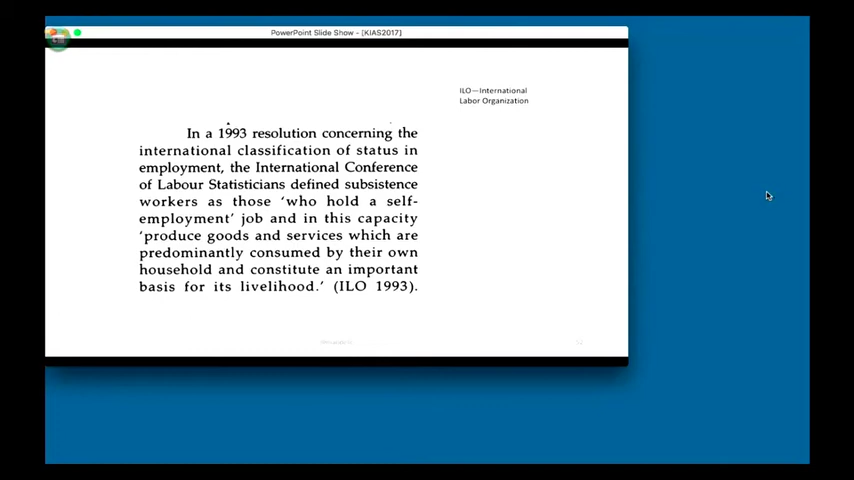 PowerPoint Slide Show - [KIAS2017]
ILO—International
Labor Organization
In a 1993 resolution concerning the
international classification of status in
employment, the International Conference
of Labour Statisticians defined subsistence
workers as those ‘who hold a self-
employment’ job and in this capacity
‘produce goods and services which are
predominantly consumed by their own
household and constitute an important
basis for its livelihood.’ (ILO 1993).